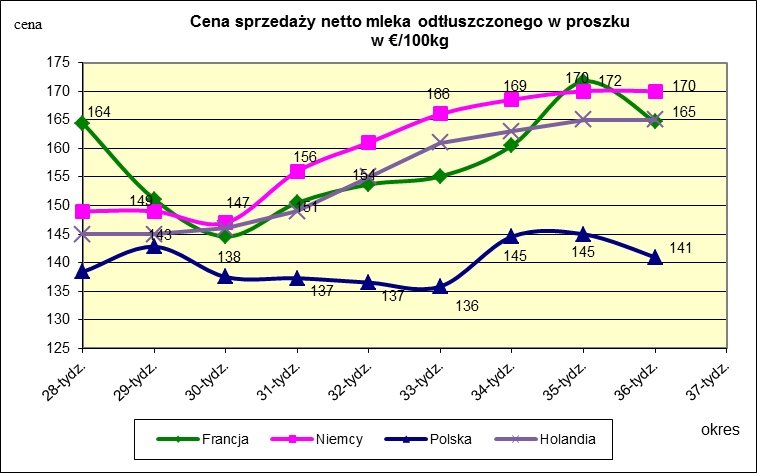 cena
Cena sprzedaży netto mleka odtłuszczonego w proszku
w €/100kg
175
170
165
160
155
150
145
140
135
130
125
164
149
143
147
138
156
151
137
154
137
166
136
169
145
170
172
145
170
165
141
28-tydz.
29-tydz.
30-tydz.
31-tydz.
32-tydz.
33-tydz.
34-tydz.
35-tydz.
36-tydz.
37-tydz.
okres
Francja Niemcy Polska Holandia